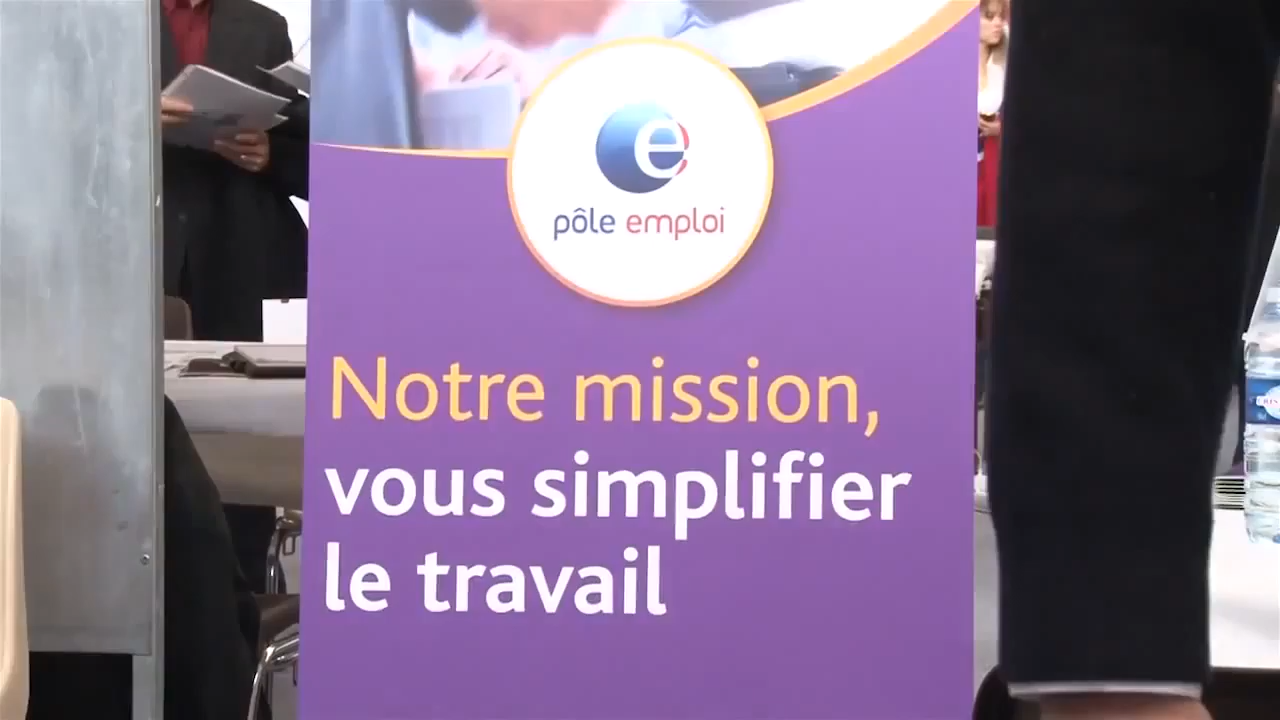 e
pôle emploi
Notre mission,
vous simplifier
le travail